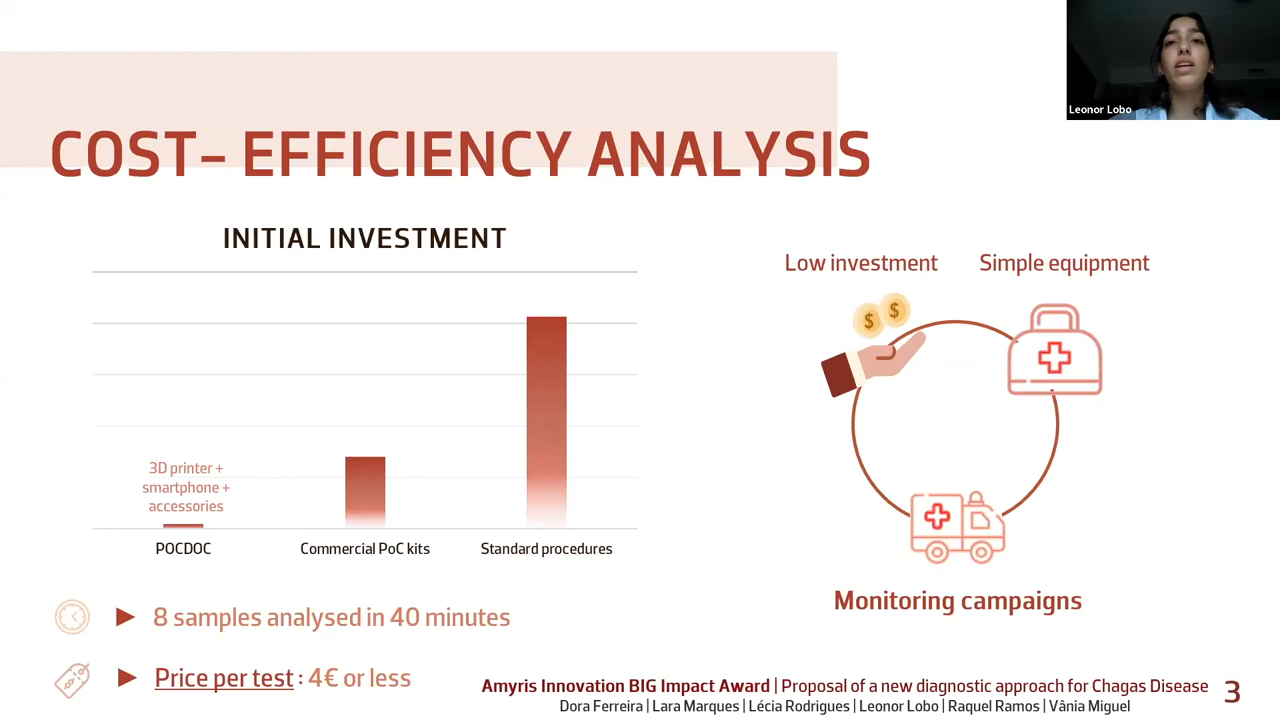 Leonor Lobo
COST- EFFICIENCY ANALYSIS
INITIAL INVESTMENT
3D printer +
smartphone +
accessories
POCDOC
Commercial PoC kits
Standard procedures
Low investment
Simple equipment
$ $
Monitoring campaigns
► 8 samples analysed in 40 minutes
► Price per test : 4€ or less
Amyris Innovation BIG Impact Award | Proposal of a new diagnostic approach for Chagas Disease
Dora Ferreira | Lara Marques | Lécia Rodrigues | Leonor Lobo | Raquel Ramos | Vânia Miguel
3